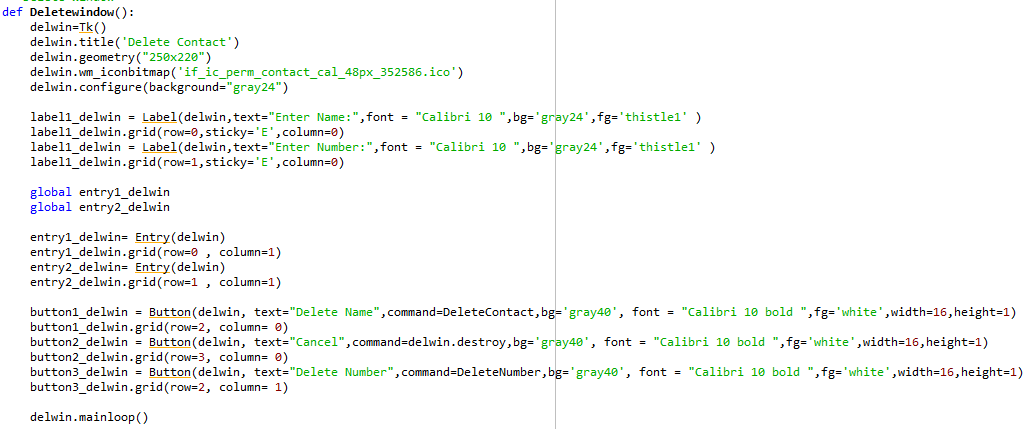 def Deletewindow():
    delwin=Tk()
    delwin.title('Delete Contact')
    delwin.geometry("250x220")
    delwin.wm_iconbitmap('if_ic_perm_contact_cal_48px_352586.ico')
    delwin.configure(background="gray24")
    label1_delwin = Label(delwin,text="Enter Name:",font = "Calibri 10 ",bg='gray24',fg='thistle1' )
    label1_delwin.grid(row=0,sticky='E',column=0)
    label1_delwin = Label(delwin,text="Enter Number:",font = "Calibri 10 ",bg='gray24',fg='thistle1' )
    label1_delwin.grid(row=1,sticky='E',column=0)
    global entry1_delwin
    global entry2_delwin
    entry1_delwin= Entry(delwin)
    entry1_delwin.grid(row=0 , column=1)
    entry2_delwin= Entry(delwin)
    entry2_delwin.grid(row=1 , column=1)
    button1_delwin = Button(delwin, text="Delete Name",command=DeleteContact,bg='gray40', font = "Calibri 10 bold ",fg='white',width=16,height=1)
    button1_delwin.grid(row=2, column= 0)
    button2_delwin = Button(delwin, text="Cancel",command=delwin.destroy,bg='gray40', font = "Calibri 10 bold ",fg='white',width=16,height=1)
    button2_delwin.grid(row=3, column= 0)
    button3_delwin = Button(delwin, text="Delete Number",command=DeleteNumber,bg='gray40', font = "Calibri 10 bold ",fg='white',width=16,height=1)
    button3_delwin.grid(row=2, column= 1)
    delwin.mainloop()